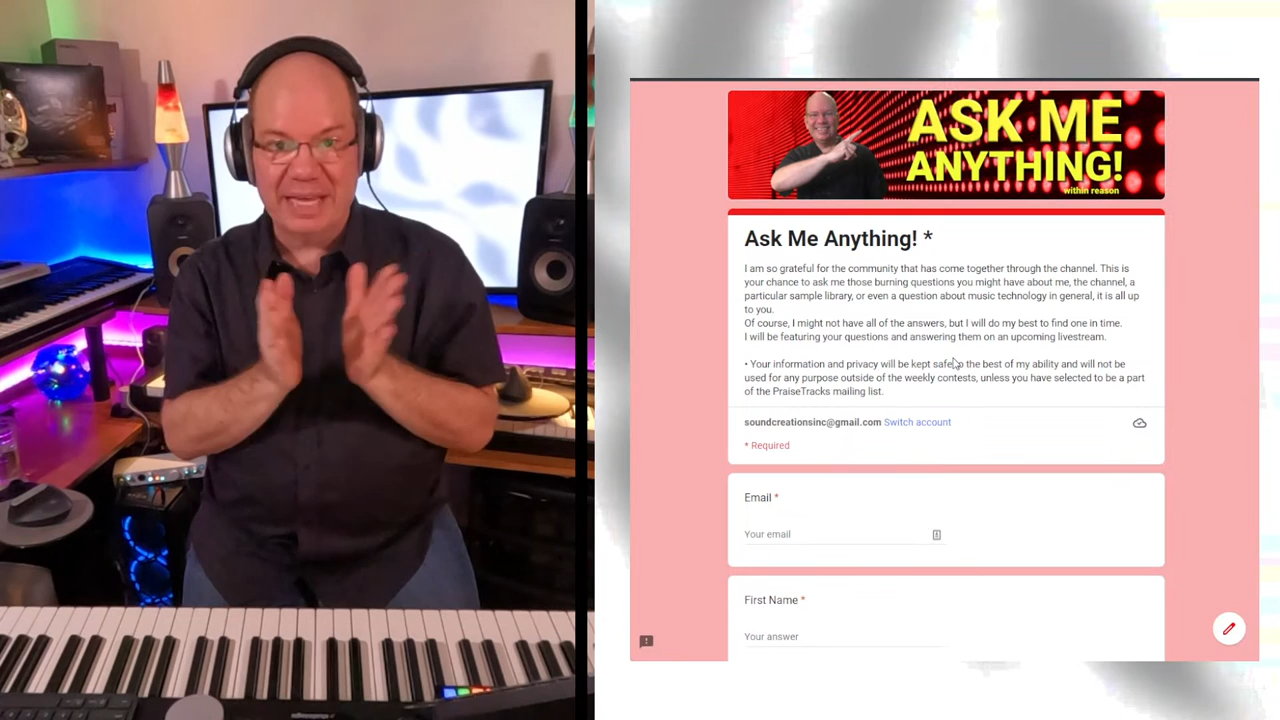 ASK ME
ANYTHING!
within reason
Ask Me Anything! *
I am so grateful for the community that has come together through the channel. This is
your chance to ask me those burning questions you might have about me, the channel, a
particular sample library, or even a question about music technology in general, it is all up
to you.
Of course, I might not have all of the answers, but I will do my best to find one in time.
I will be featuring your questions and answering them on an upcoming livestream.
• Your information and privacy will be kept safe to the best of my ability and will not be
used for any purpose outside of the weekly contests, unless you have selected to be a part
of the PraiseTracks mailing list.
soundcreationsinc@gmail.com Switch account
* Required
Email *
Your email
First Name *
Your answer